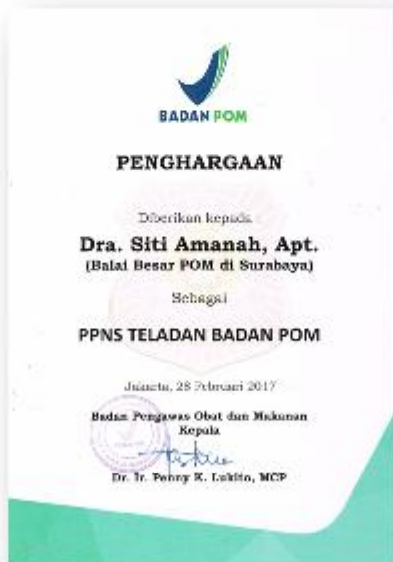 BADAN POM
PENGHARGAAN
Diberikan kepada
Dra. Siti Amanah, Apt.
(Balai Besar POM di Surabaya)
Sebagai
PPNS TELADAN BADAN POM
Jakarta, 28 Februari 2017
Badan Pengawas Obat dan Makanan
Kepala
Dr. Ir. Penny K. Lukito, MCP